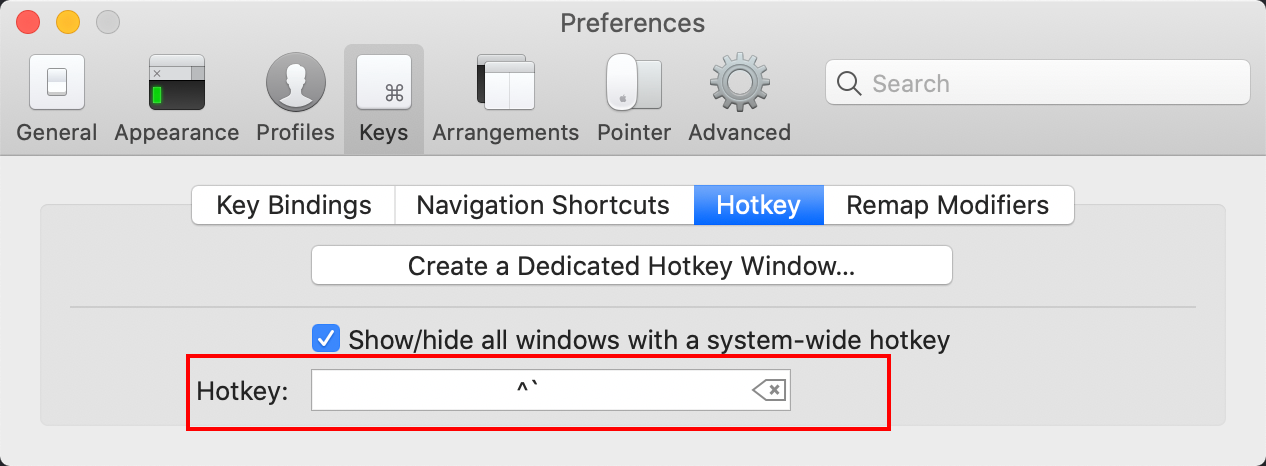 Preferences
General Appearance Profiles Keys Arrangements Pointer Advanced Search
Key Bindings Navigation Shortcuts Hotkey Remap Modifiers
Create a Dedicated Hotkey Window...
Show/hide all windows with a system-wide hotkey
Hotkey: ^`